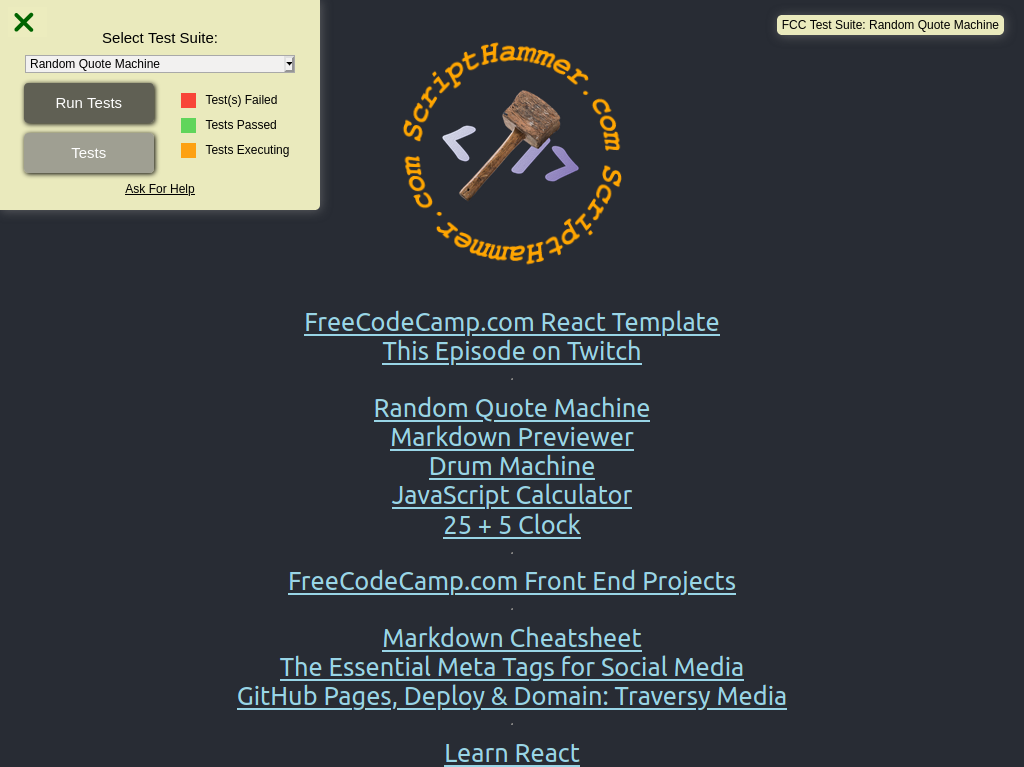 Select Test Suite:
Random Quote Machine
Run Tests
Tests
Test(s) Failed
Tests Passed
Tests Executing
Ask For Help
FCC Test Suite: Random Quote Machine
ScriptHammer.com ScriptHammer.com
< / >
FreeCodeCamp.com React Template
This Episode on Twitch
.
Random Quote Machine
Markdown Previewer
Drum Machine
JavaScript Calculator
25 + 5 Clock
.
FreeCodeCamp.com Front End Projects
.
Markdown Cheatsheet
The Essential Meta Tags for Social Media
GitHub Pages, Deploy & Domain: Traversy Media
.
Learn React